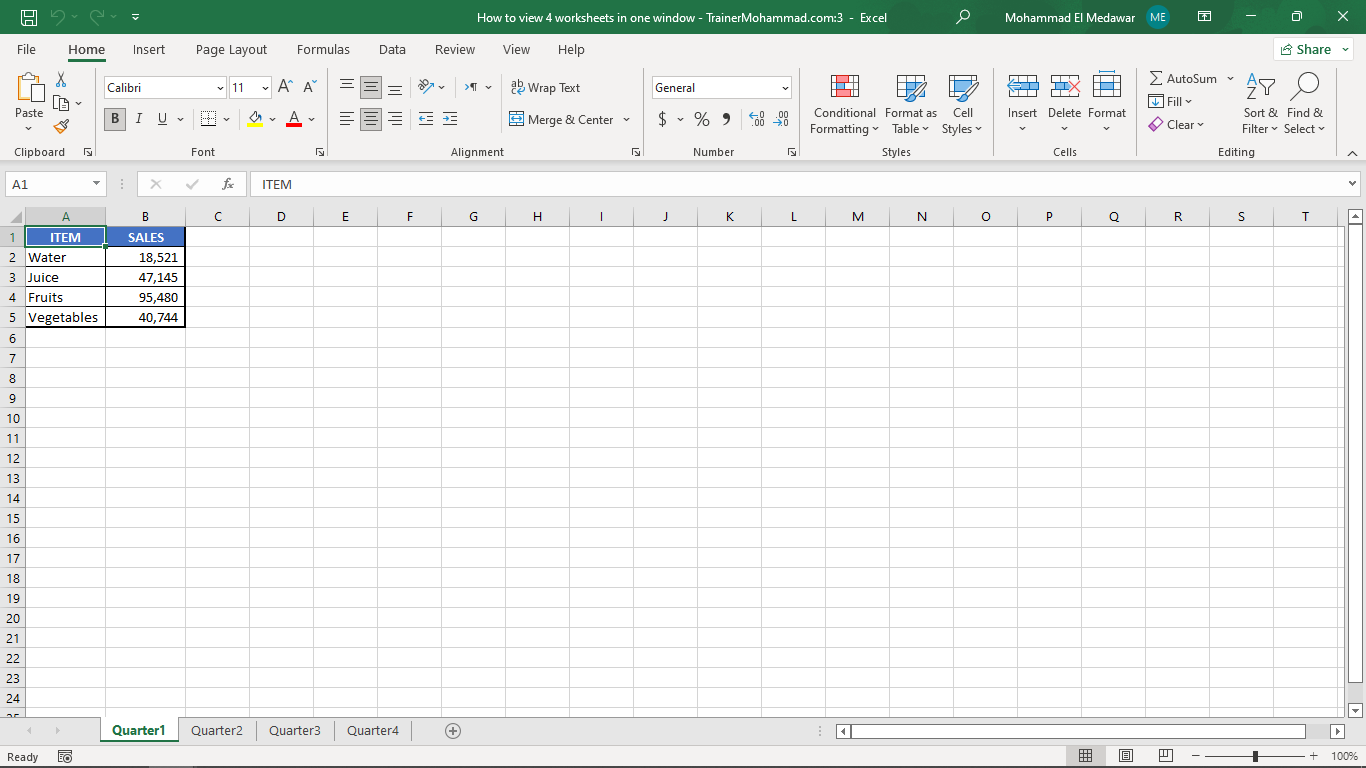 How to view 4 worksheets in one window - TrainerMohammad.com:3 - Excel
Mohammad El Medawar ME
File Home Insert Page Layout Formulas Data Review View Help Share
Calibri 11 ab Wrap Text General AutoSum
Paste B I U A Merge & Center $ % Conditional Formatting Format as Table Cell Styles Insert Delete Format Fill Sort & Filter Find & Select
Clear
Clipboard Font Alignment Number Styles Cells Editing
A1 fx ITEM
A B C D E F G H I J K L M N O P Q R S T
1 ITEM SALES
2 Water 18,521
3 Juice 47,145
4 Fruits 95,480
5 Vegetables 40,744
6
7
8
9
10
11
12
13
14
15
16
17
18
19
20
21
22
23
24
25
Quarter1 Quarter2 Quarter3 Quarter4
Ready 100%